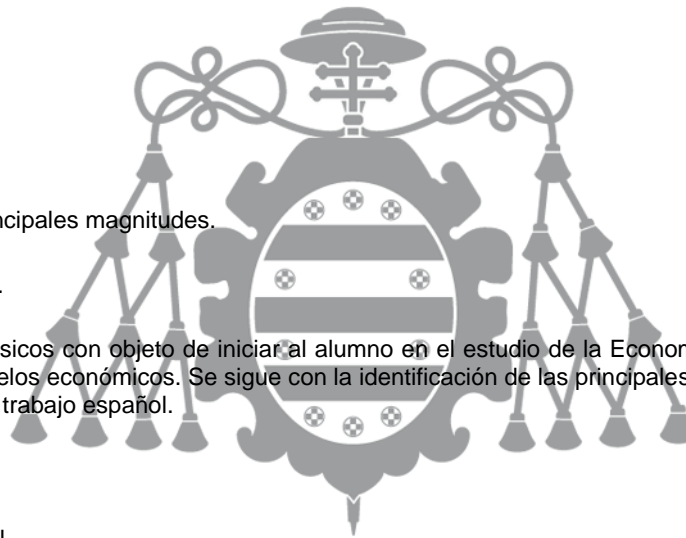 ncipales magnitudes.
.
sicos con objeto de iniciar al alumno en el estudio de la Econor
elos económicos. Se sigue con la identificación de las principales
trabajo español.